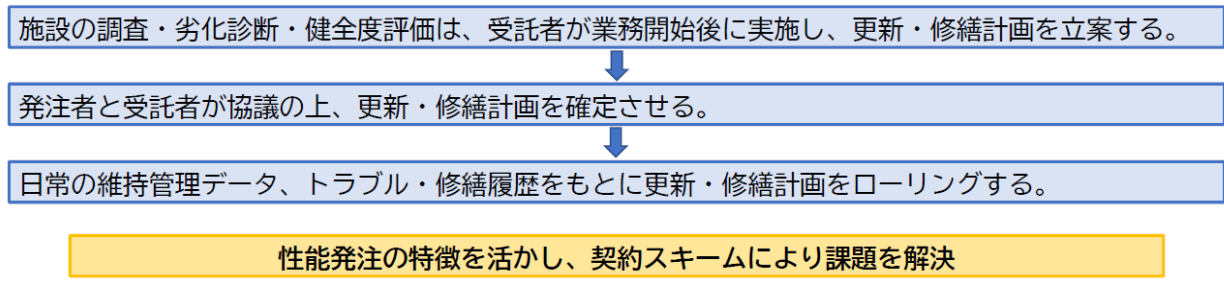 施設の調査・劣化診断・健全度評価は、受託者が業務開始後に実施し、更新・修繕計画を立案する。
発注者と受託者が協議の上、更新・修繕計画を確定させる。
日常の維持管理データ、トラブル・修繕履歴をもとに更新・修繕計画をローリングする。
性能発注の特徴を活かし、契約スキームにより課題を解決